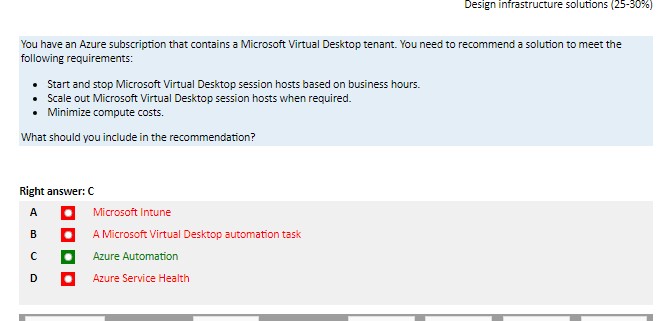 Design infrastructure solutions (25-30%)
You have an Azure subscription that contains a Microsoft Virtual Desktop tenant. You need to recommend a solution to meet the
following requirements:
• Start and stop Microsoft Virtual Desktop session hosts based on business hours.
• Scale out Microsoft Virtual Desktop session hosts when required.
• Minimize compute costs.
What should you include in the recommendation?
Right answer: C
A Microsoft Intune
B A Microsoft Virtual Desktop automation task
C Azure Automation
D Azure Service Health